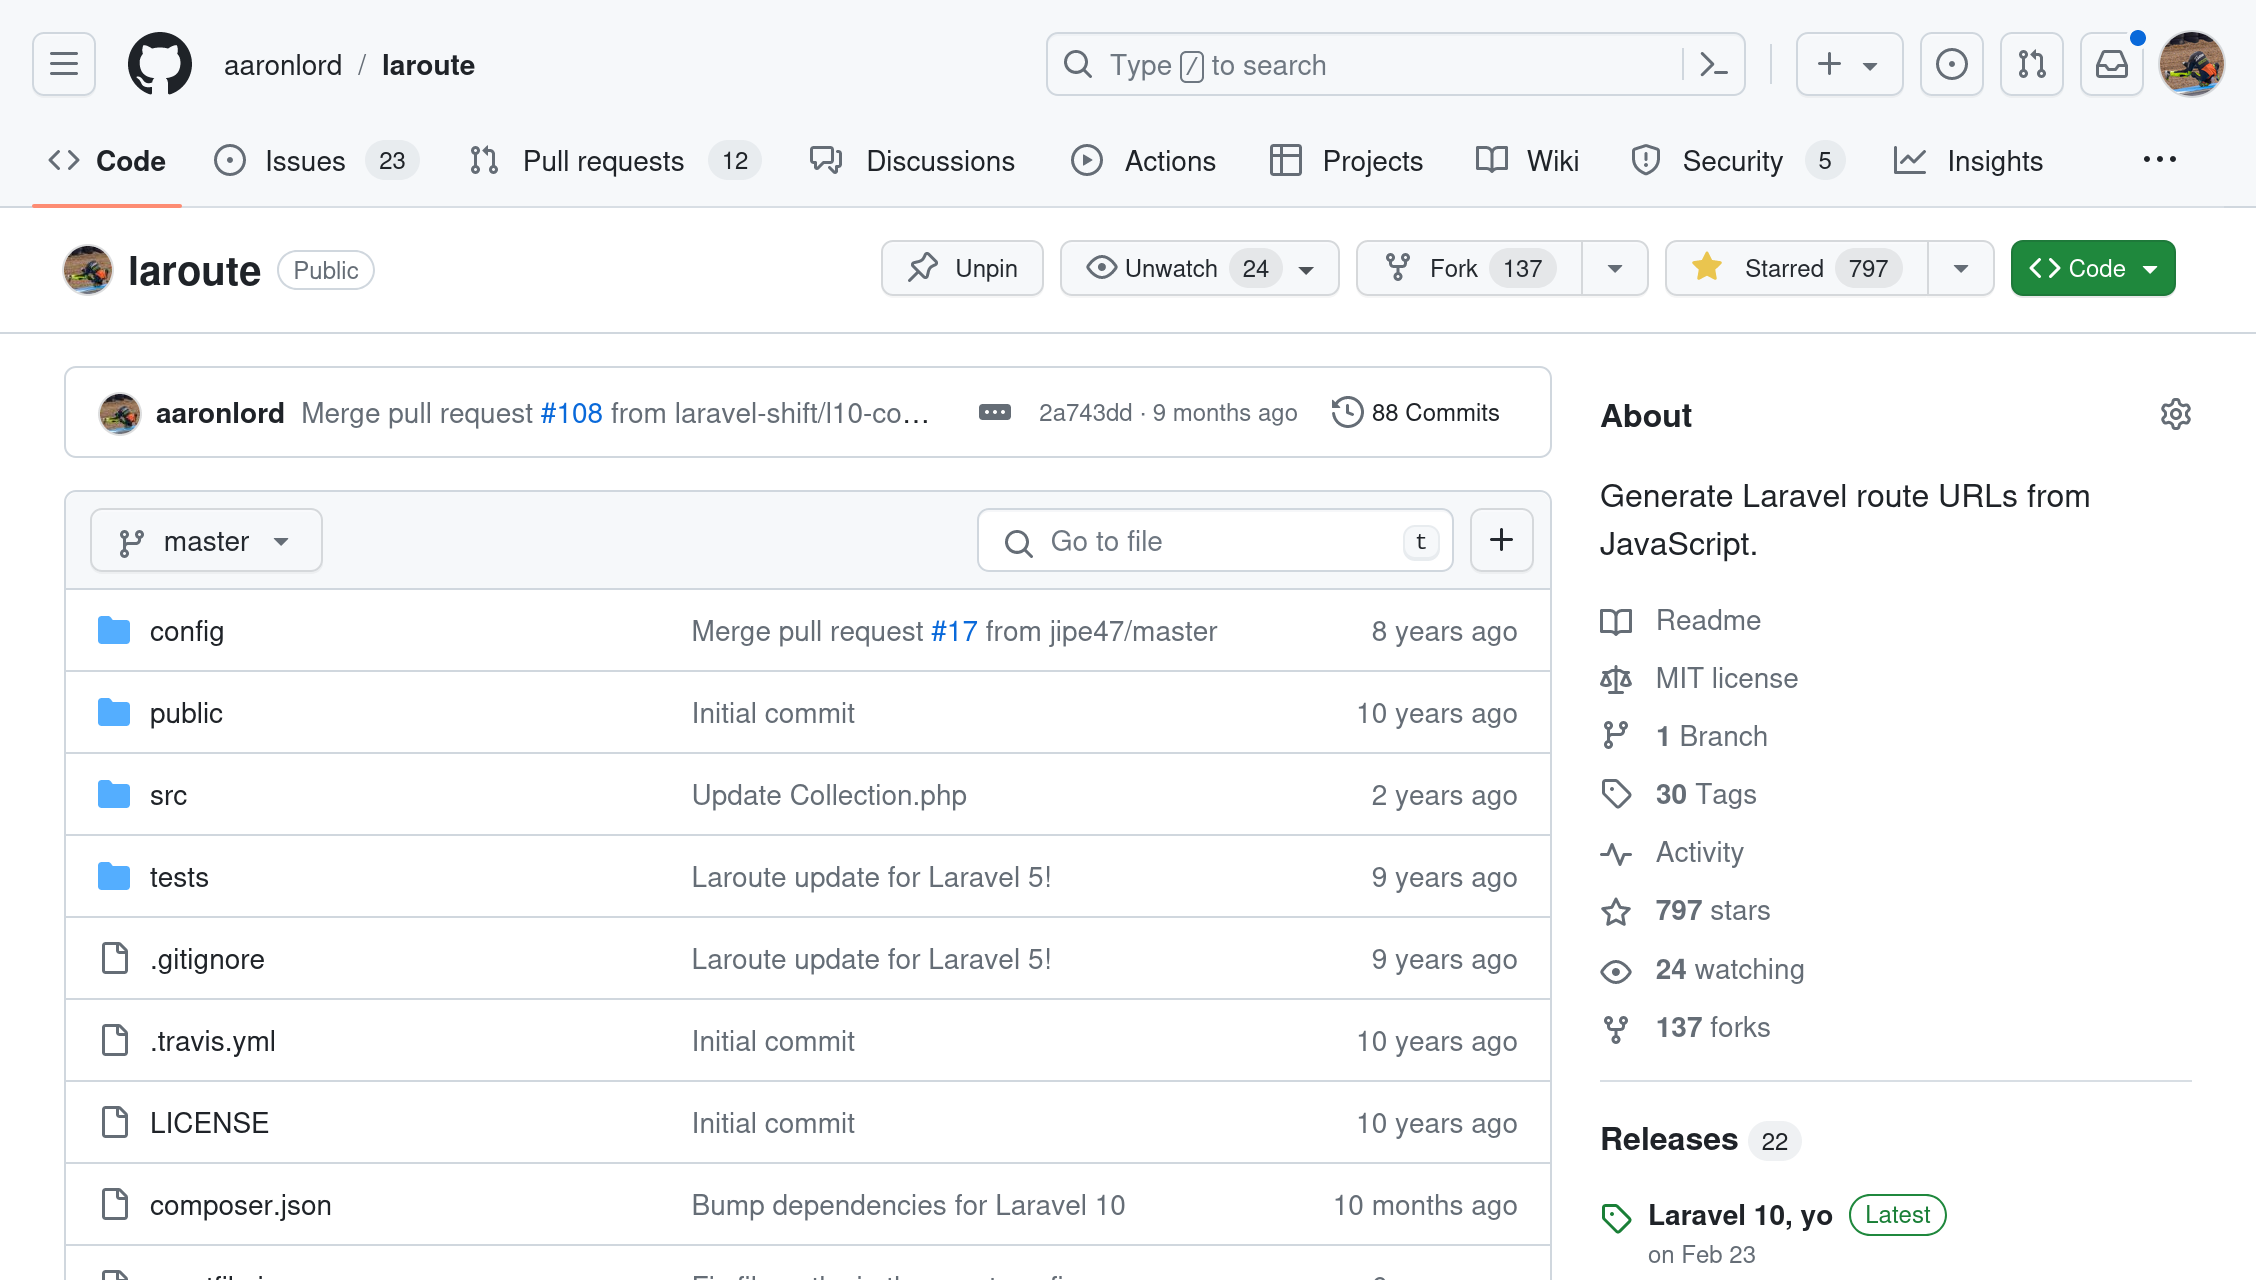 aaronlord / laroute
Type / to search
Code
Issues 23
Pull requests 12
Discussions
Actions
Projects
Wiki
Security 5
Insights
laroute Public
Unpin
Unwatch 24
Fork 137
Starred 797
Code
aaronlord Merge pull request #108 from laravel-shift/l10-co…
2a743dd · 9 months ago
88 Commits
master
Go to file t
config Merge pull request #17 from jipe47/master 8 years ago
public Initial commit 10 years ago
src Update Collection.php 2 years ago
tests Laroute update for Laravel 5! 9 years ago
.gitignore Laroute update for Laravel 5! 9 years ago
.travis.yml Initial commit 10 years ago
LICENSE Initial commit 10 years ago
composer.json Bump dependencies for Laravel 10 10 months ago
About
Generate Laravel route URLs from
JavaScript.
Readme
MIT license
1 Branch
30 Tags
Activity
797 stars
24 watching
137 forks
Releases 22
Laravel 10, yo Latest
on Feb 23